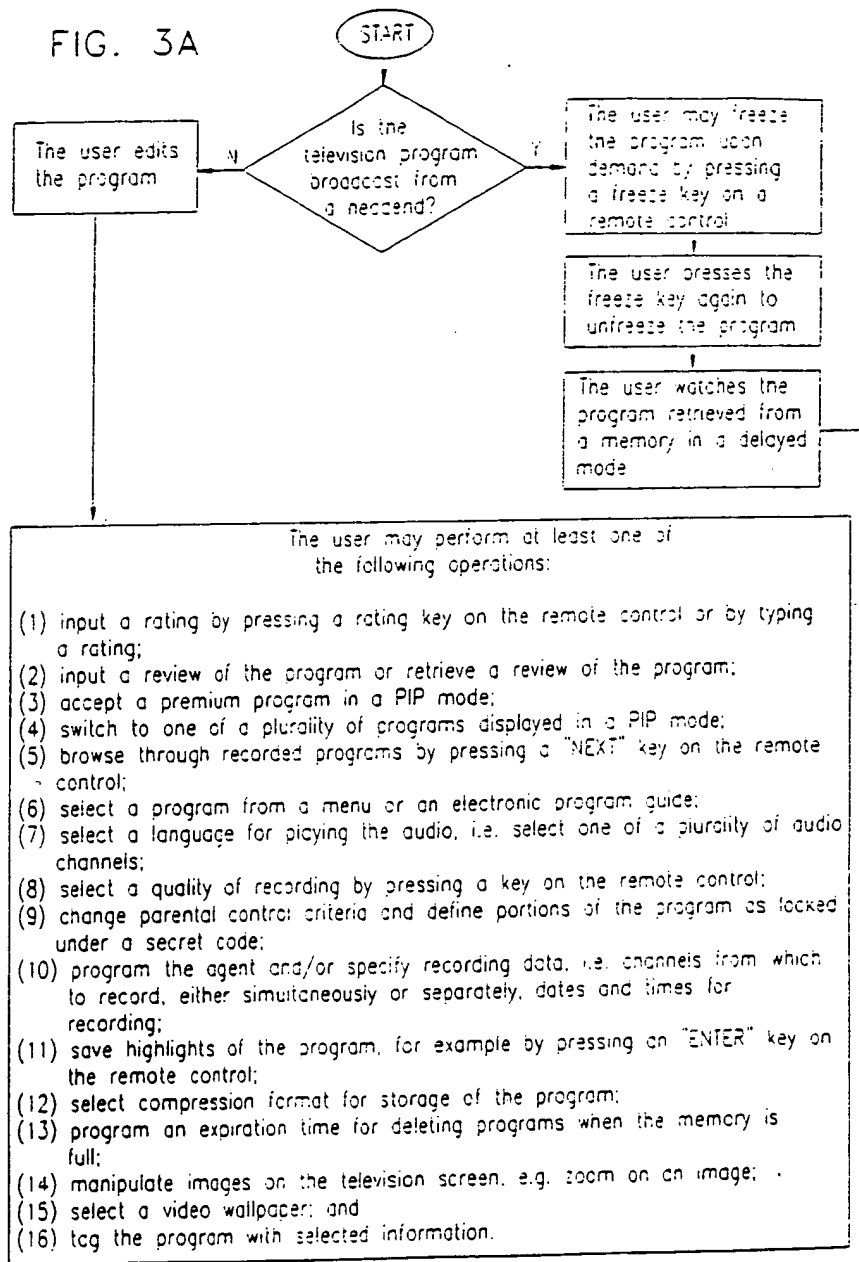 FIG. 3A
START
Is the
television program
broadcast from
a headend?
N
Y
The user edits
the program
The user may freeze
the program upon
demand by pressing
a freeze key on a
remote control
The user presses the
freeze key again to
unfreeze the program
The user watches the
program retrieved from
a memory in a delayed
mode
The user may perform at least one of
the following operations:
(1) input a rating by pressing a rating key on the remote control or by typing
a rating;
(2) input a review of the program or retrieve a review of the program;
(3) accept a premium program in a PIP mode;
(4) switch to one of a plurality of programs displayed in a PIP mode;
(5) browse through recorded programs by pressing a "NEXT" key on the remote
control;
(6) select a program from a menu or an electronic program guide;
(7) select a language for playing the audio, i.e. select one of a plurality of audio
channels;
(8) select a quality of recording by pressing a key on the remote control;
(9) change parental control criteria and define portions of the program as locked
under a secret code;
(10) program the agent and/or specify recording data, i.e. channels from which
to record, either simultaneously or separately, dates and times for
recording;
(11) save highlights of the program, for example by pressing an "ENTER" key on
the remote control;
(12) select compression format for storage of the program;
(13) program an expiration time for deleting programs when the memory is
full;
(14) manipulate images on the television screen, e.g. zoom on an image;
(15) select a video wallpaper; and
(16) tag the program with selected information.